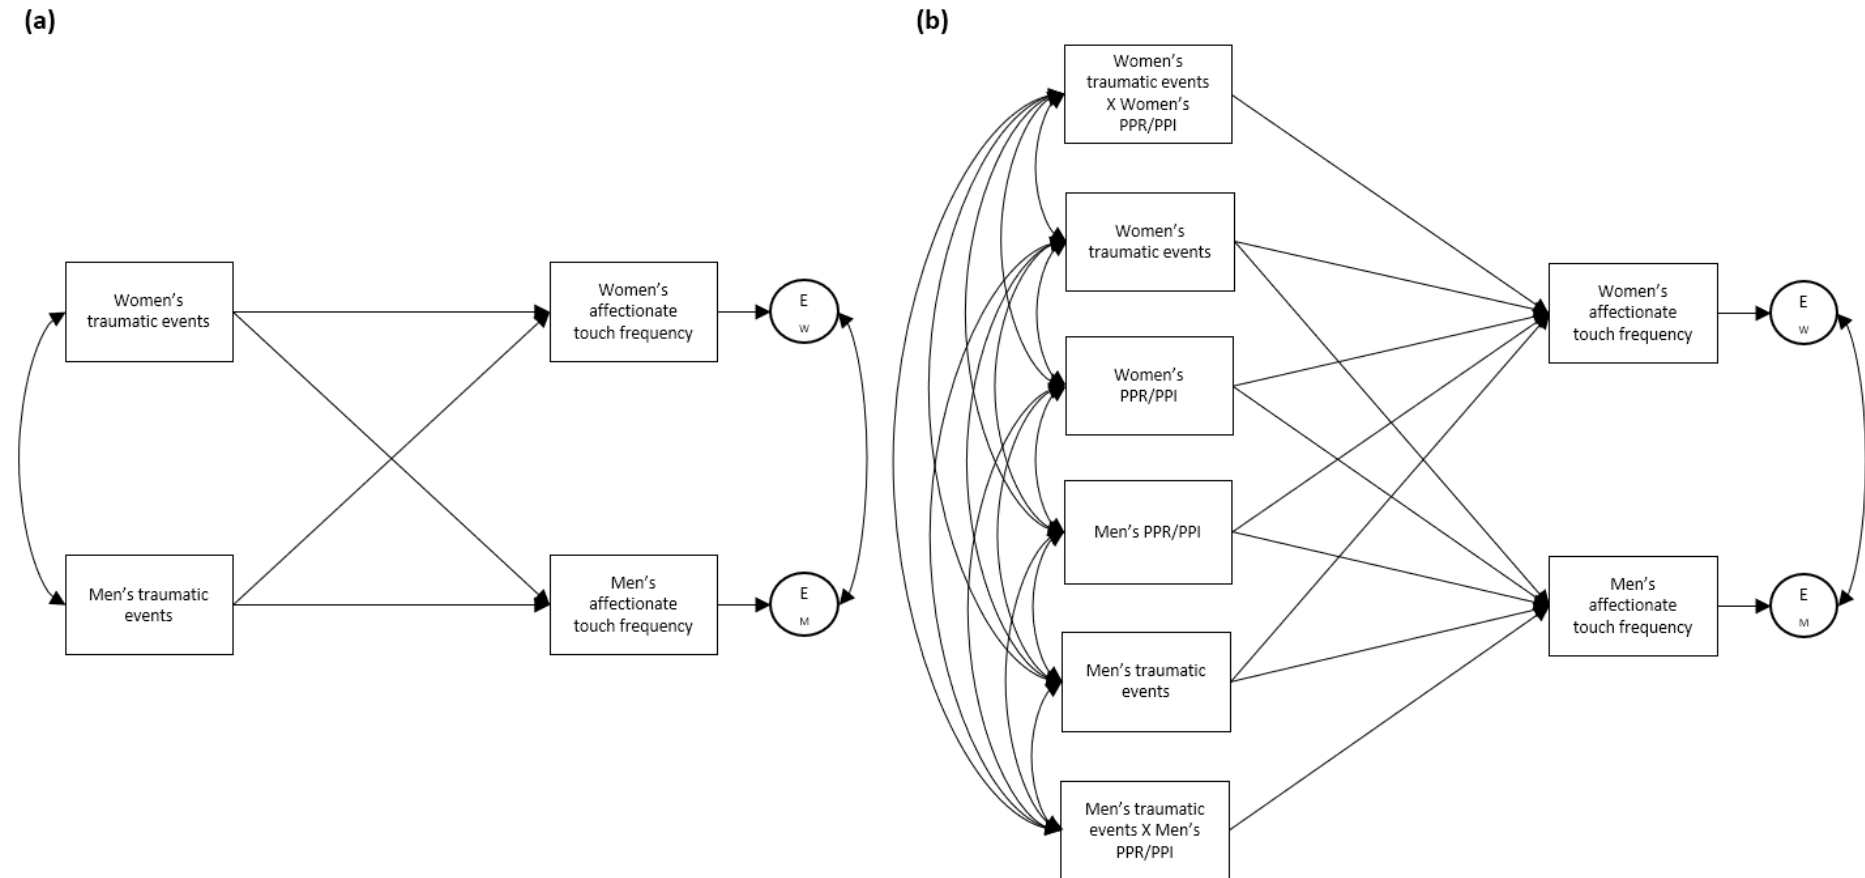 (a)
Women's
traumatic events
Men's traumatic
events
Women's
affectionate
touch frequency
Men's
affectionate
touch frequency
E
W
E
M
(b)
Women's
traumatic events
X Women's
PPR/PPI
Women's
traumatic events
Women's
PPR/PPI
Men's PPR/PPI
Men's traumatic
events
Men's traumatic
events X Men's
PPR/PPI
Women's
affectionate
touch frequency
Men's
affectionate
touch frequency
E
W
E
M